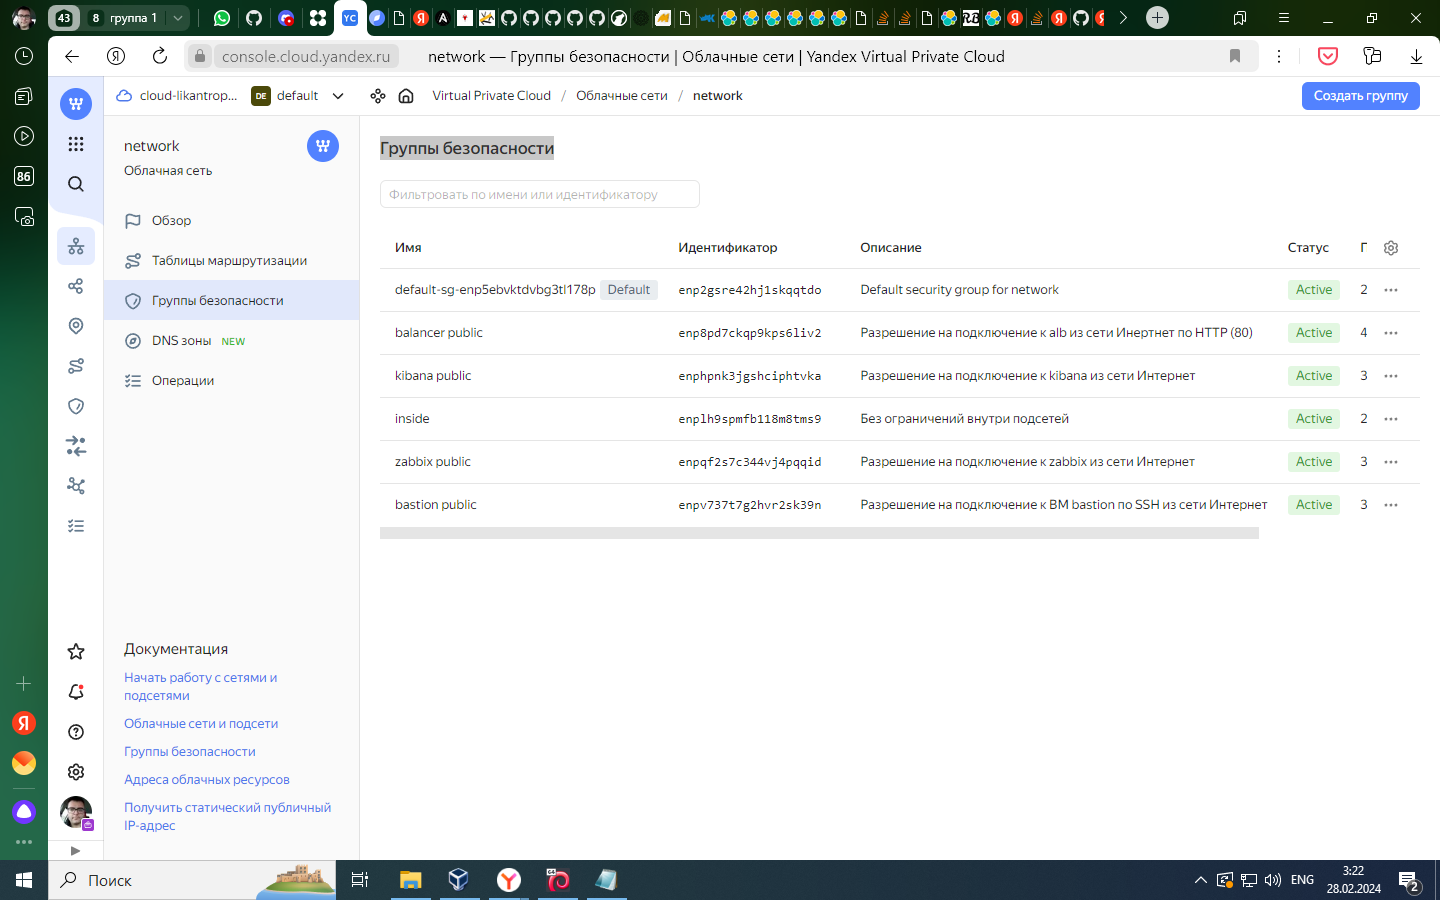 43
8 группа 1
YC
console.cloud.yandex.ru
network — Группы безопасности | Облачные сети | Yandex Virtual Private Cloud
86
cloud-likantrop...
DE
default
Virtual Private Cloud / Облачные сети / network
Создать группу
network
Облачная сеть
Обзор
Таблицы маршрутизации
Группы безопасности
DNS зоны NEW
Операции
Группы безопасности
Фильтровать по имени или идентификатору
Имя Идентификатор Описание Статус П
default-sg-enp5ebvktdvbg3tl178p Default enp2gsre42hj1skqqtdo Default security group for network Active 2
balancer public enp8pd7ckqp9kps6liv2 Разрешение на подключение к alb из сети Инертнет по HTTP (80) Active 4
kibana public enphpnk3jgshciphtvka Разрешение на подключение к kibana из сети Интернет Active 3
inside enplh9spmfb118m8tms9 Без ограничений внутри подсетей Active 2
zabbix public enpqf2s7c344vj4pqqid Разрешение на подключение к zabbix из сети Интернет Active 3
bastion public enpv737t7g2hvr2sk39n Разрешение на подключение к ВМ bastion по SSH из сети Интернет Active 3
Документация
Начать работу с сетями и
подсетями
Облачные сети и подсети
Группы безопасности
Адреса облачных ресурсов
Получить статический публичный
IP-адрес
Поиск
ENG
3:22
28.02.2024
2